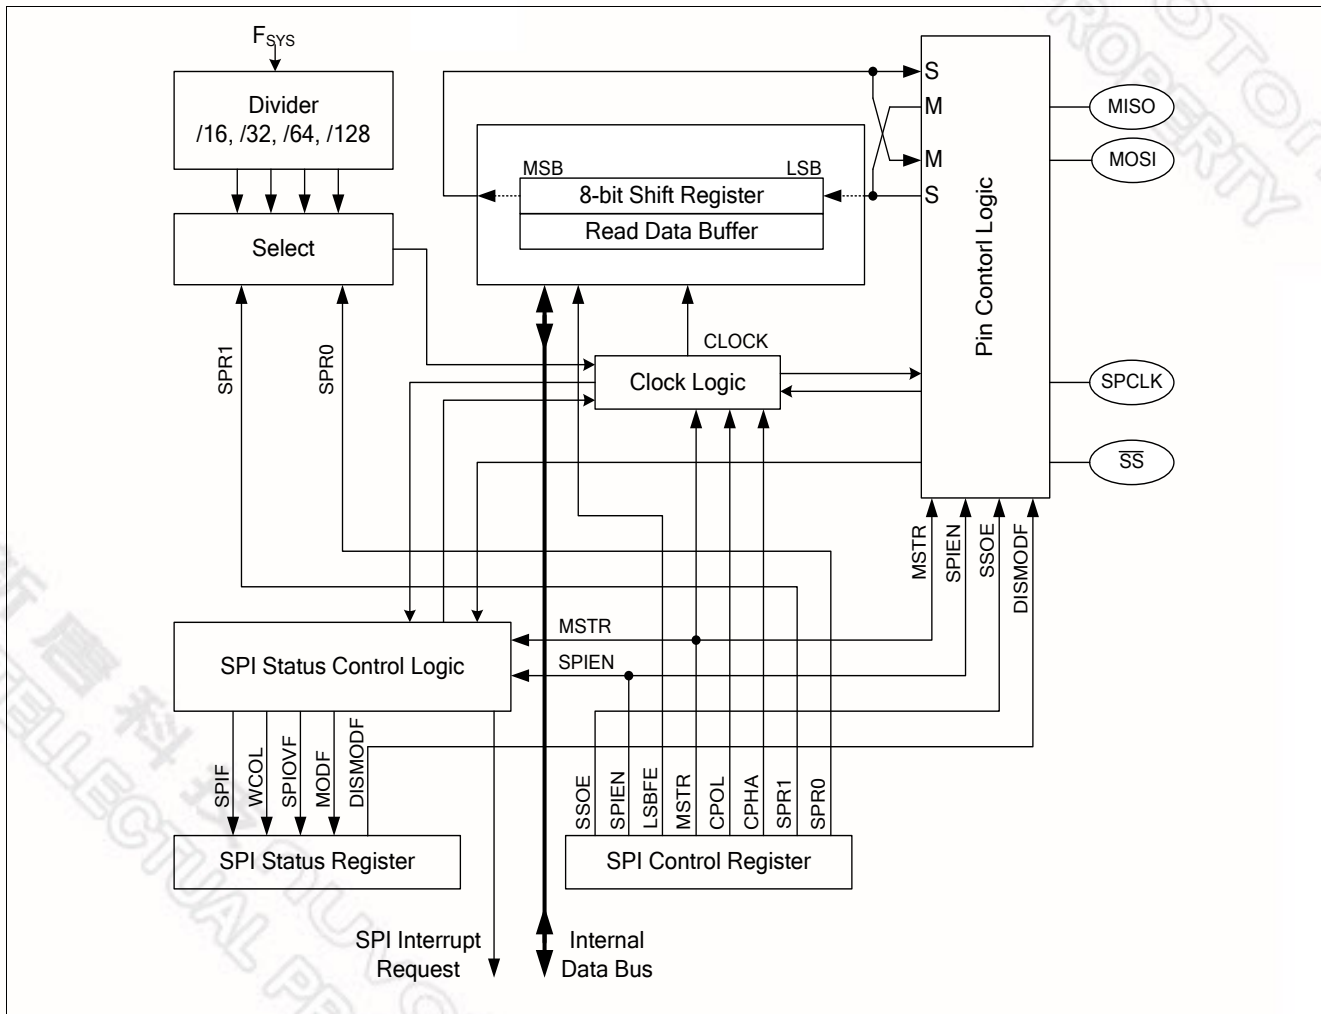 FSYS
Divider
/16, /32, /64, /128
Select
SPR1
SPR0
MSB
LSB
8-bit Shift Register
Read Data Buffer
CLOCK
Clock Logic
S
M
M
S
Pin Contorl Logic
MISO
MOSI
SPCLK
SS
MSTR
SPIEN
SSOE
DISMODF
MSTR
SPIEN
SPI Status Control Logic
SPIF
WCOL
SPIOVF
MODF
DISMODF
SPI Status Register
SSOE
SPIEN
LSBFE
MSTR
CPOL
CPHA
SPR1
SPR0
SPI Control Register
SPI Interrupt
Request
Internal
Data Bus